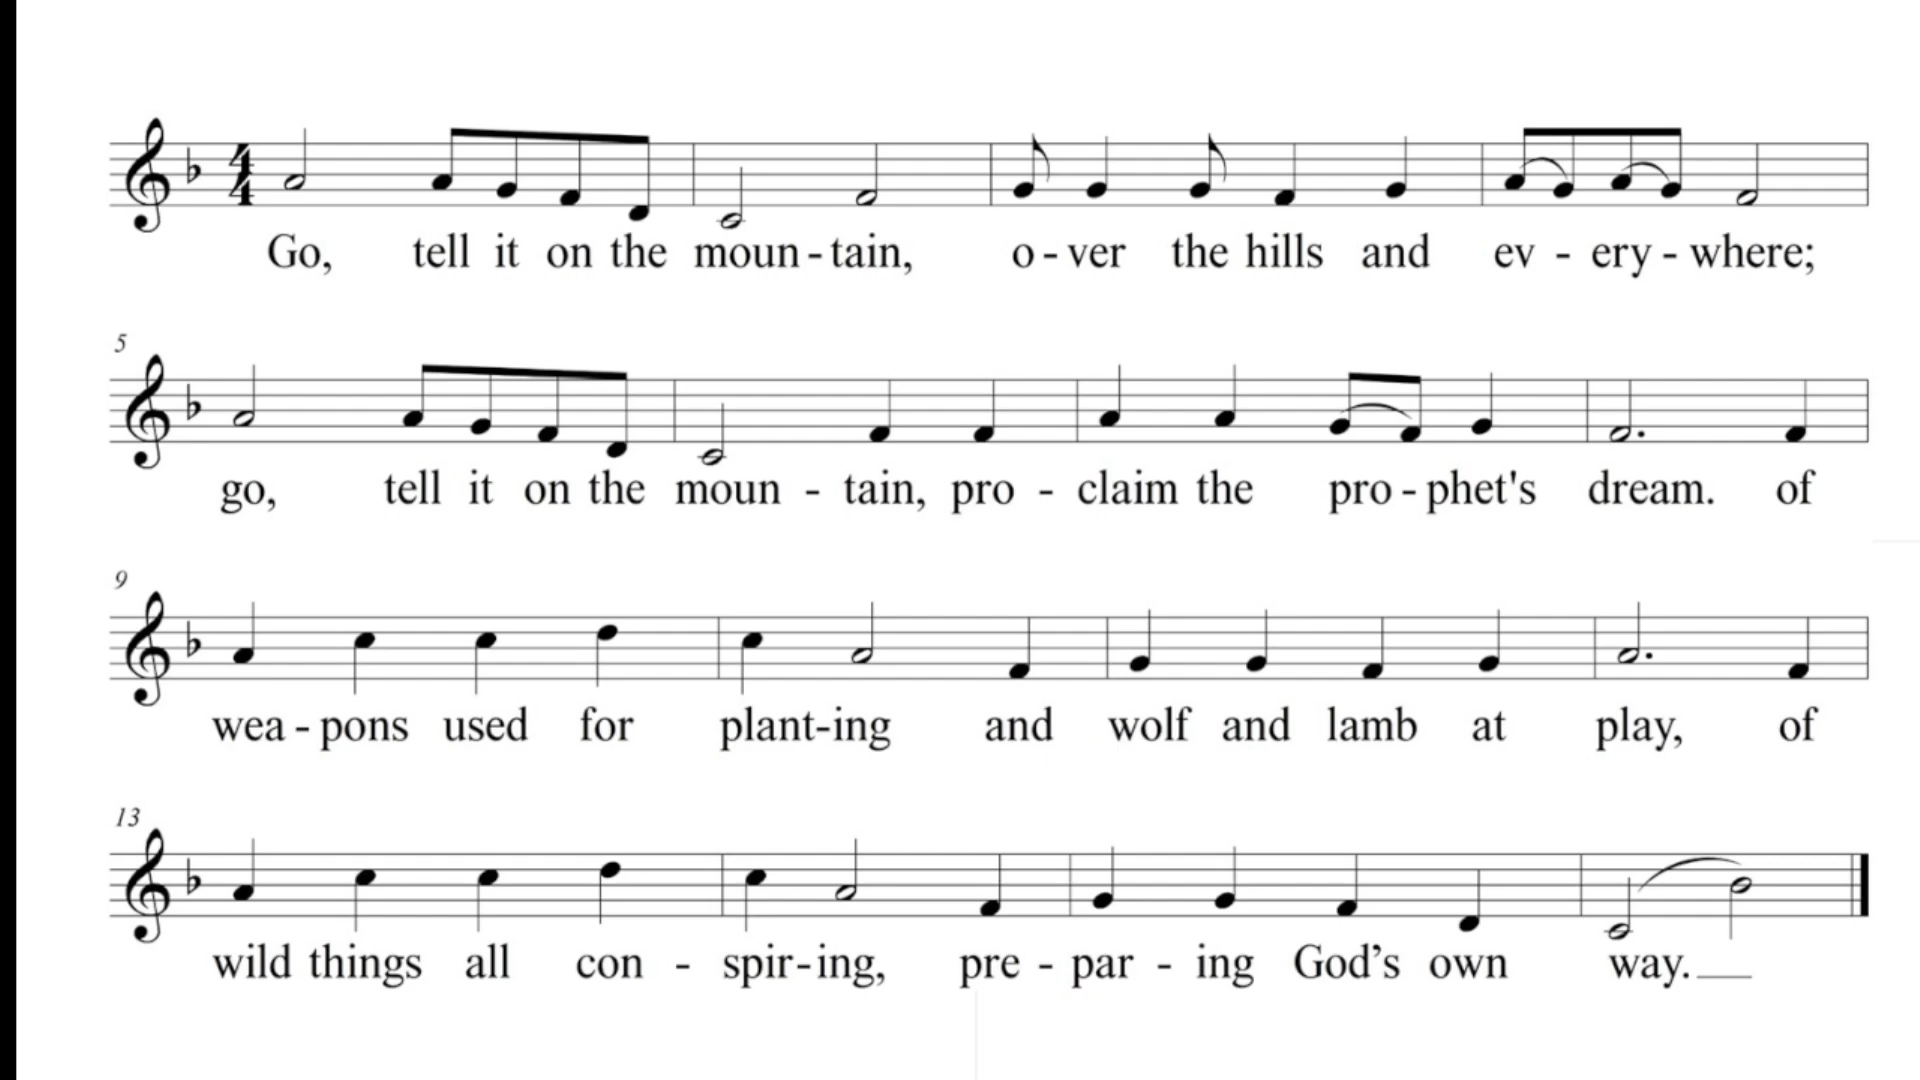 4
4
Go, tell it on the moun - tain, o - ver the hills and ev - ery - where;
5
go, tell it on the moun - tain, pro - claim the pro - phet's dream. of
9
wea - pons used for plant-ing and wolf and lamb at play, of
13
wild things all con - spir-ing, pre - par - ing God’s own way.